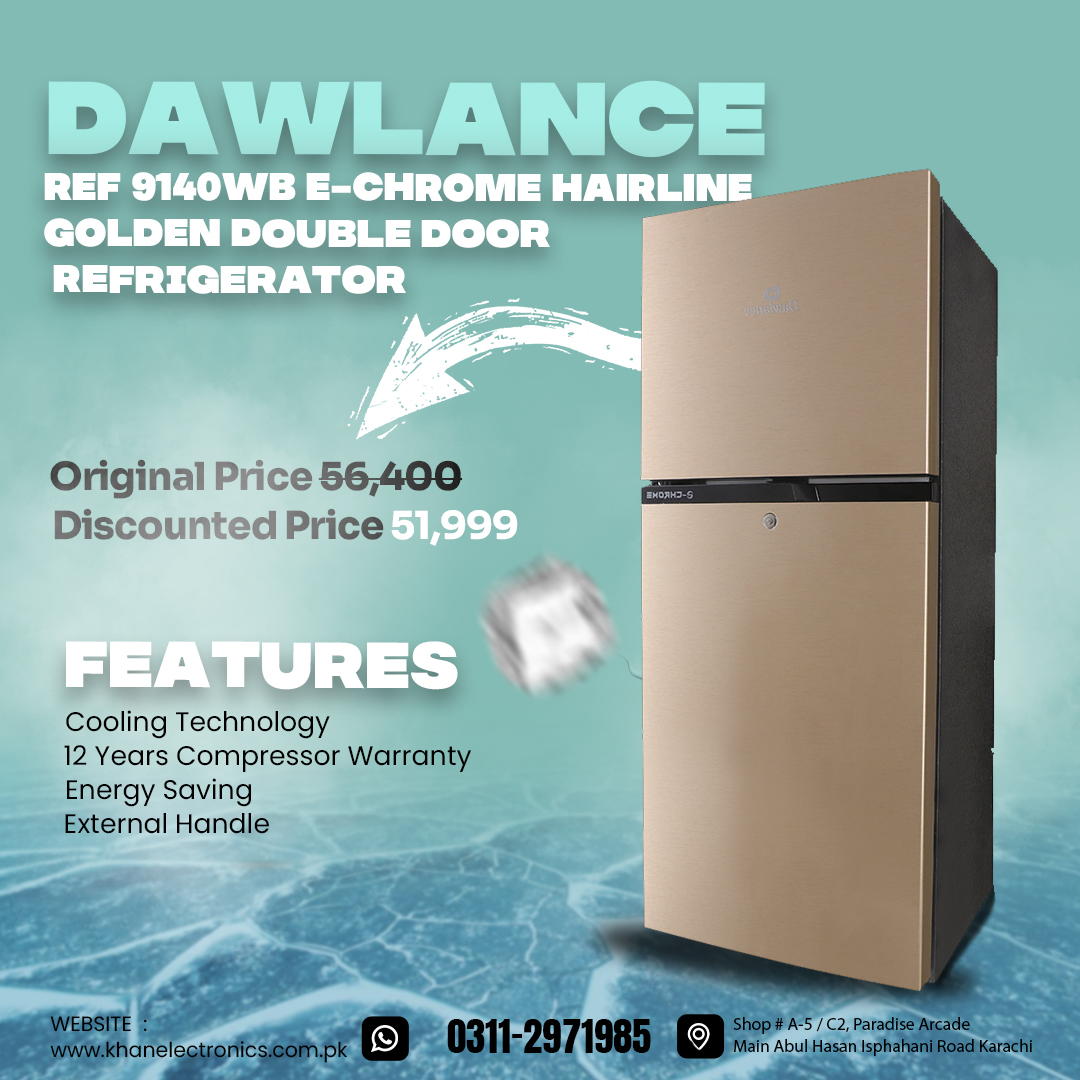 DAWLANCE
REF 9140WB E-CHROME HAIRLINE
GOLDEN DOUBLE DOOR
REFRIGERATOR
Original Price 56,400
Discounted Price 51,999
FEATURES
Cooling Technology
12 Years Compressor Warranty
Energy Saving
External Handle
WEBSITE :
www.khanelectronics.com.pk
0311-2971985
Shop # A-5 / C2, Paradise Arcade
Main Abul Hasan Isphahani Road Karachi